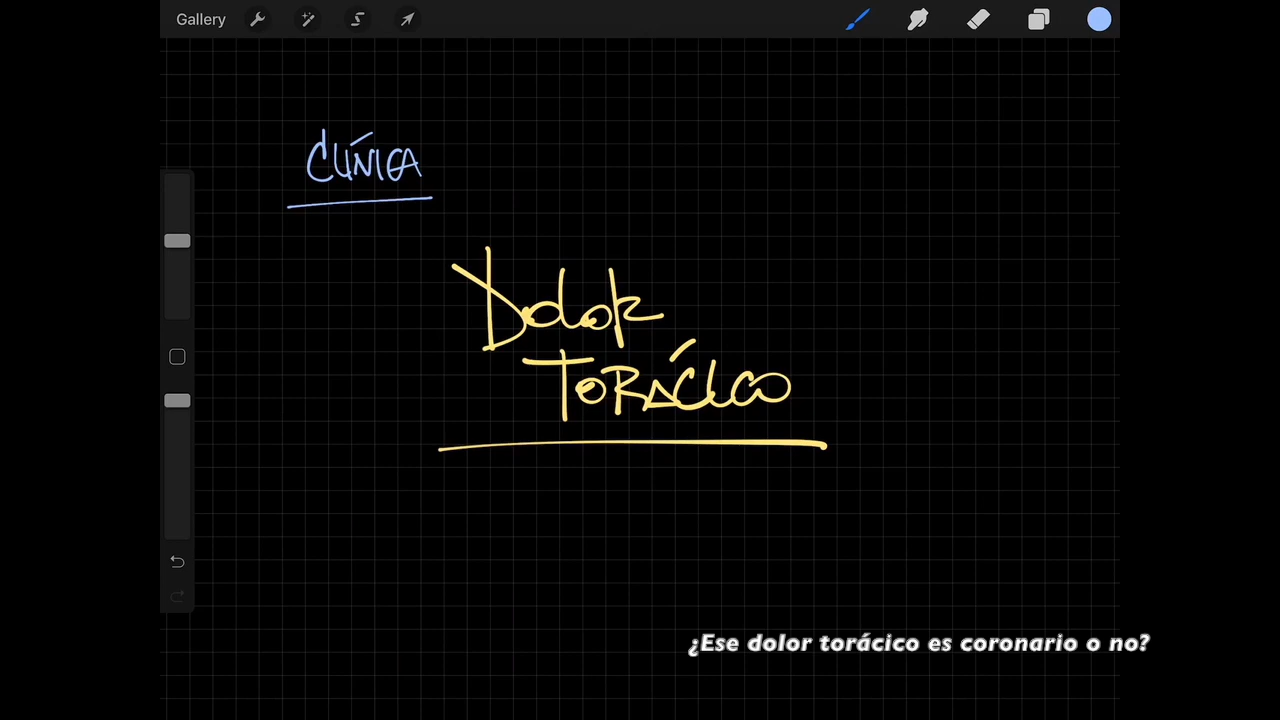 Gallery
CLÍNICA
Dolor
TORÁCICO
¿Ese dolor torácico es coronario o no?